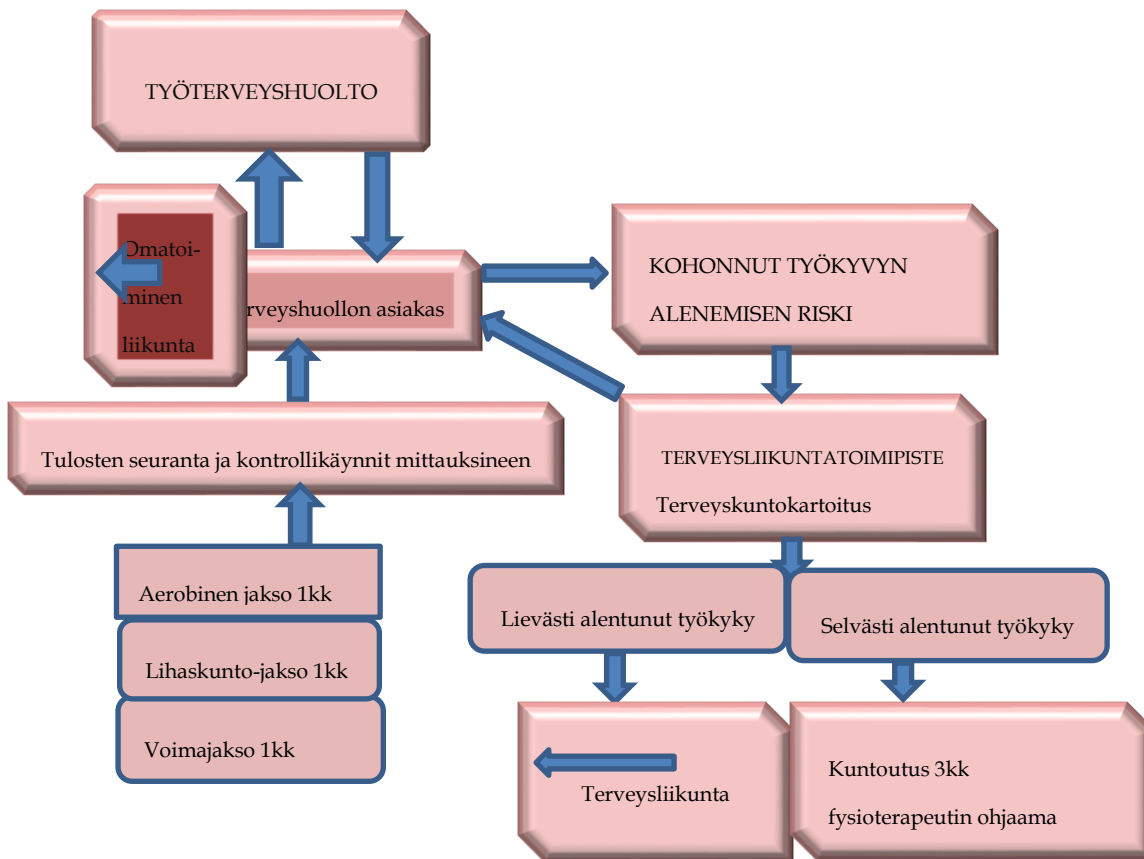 TYÖTERVEYSHUOLTO
Omatoi-
minen
liikunta
rveyshuollon asiakas
KOHONNUT TYÖKYVYN
ALENEMISEN RISKI
Tulosten seuranta ja kontrollikäynnit mittauksineen
TERVEYSLIIKUNTATOIMIPISTE
Terveyskuntokartoitus
Aerobinen jakso 1kk
Lihaskunto-jakso 1kk
Voimajakso 1kk
Lievästi alentunut työkyky
Selvästi alentunut työkyky
Terveysliikunta
Kuntoutus 3kk
fysioterapeutin ohjaama